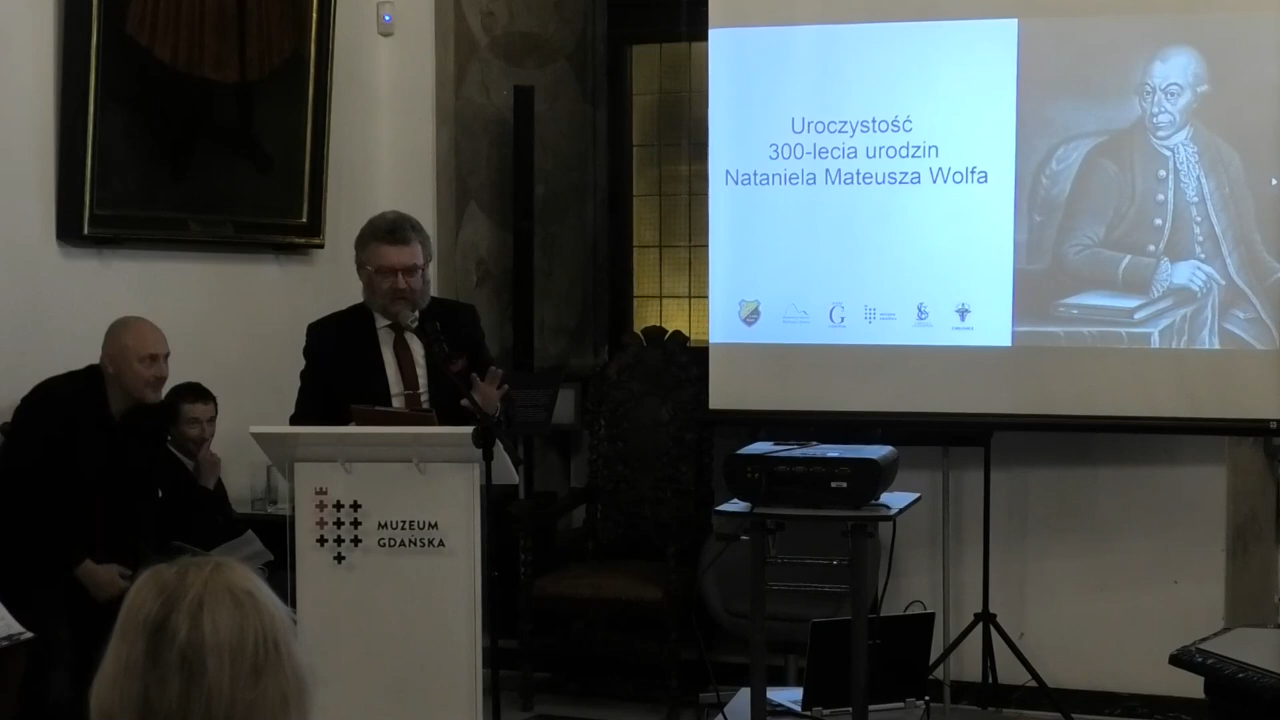 Uroczystość
300-lecia urodzin
Nataniela Mateusza Wolfa
G
MUZEUM
GDAŃSKA